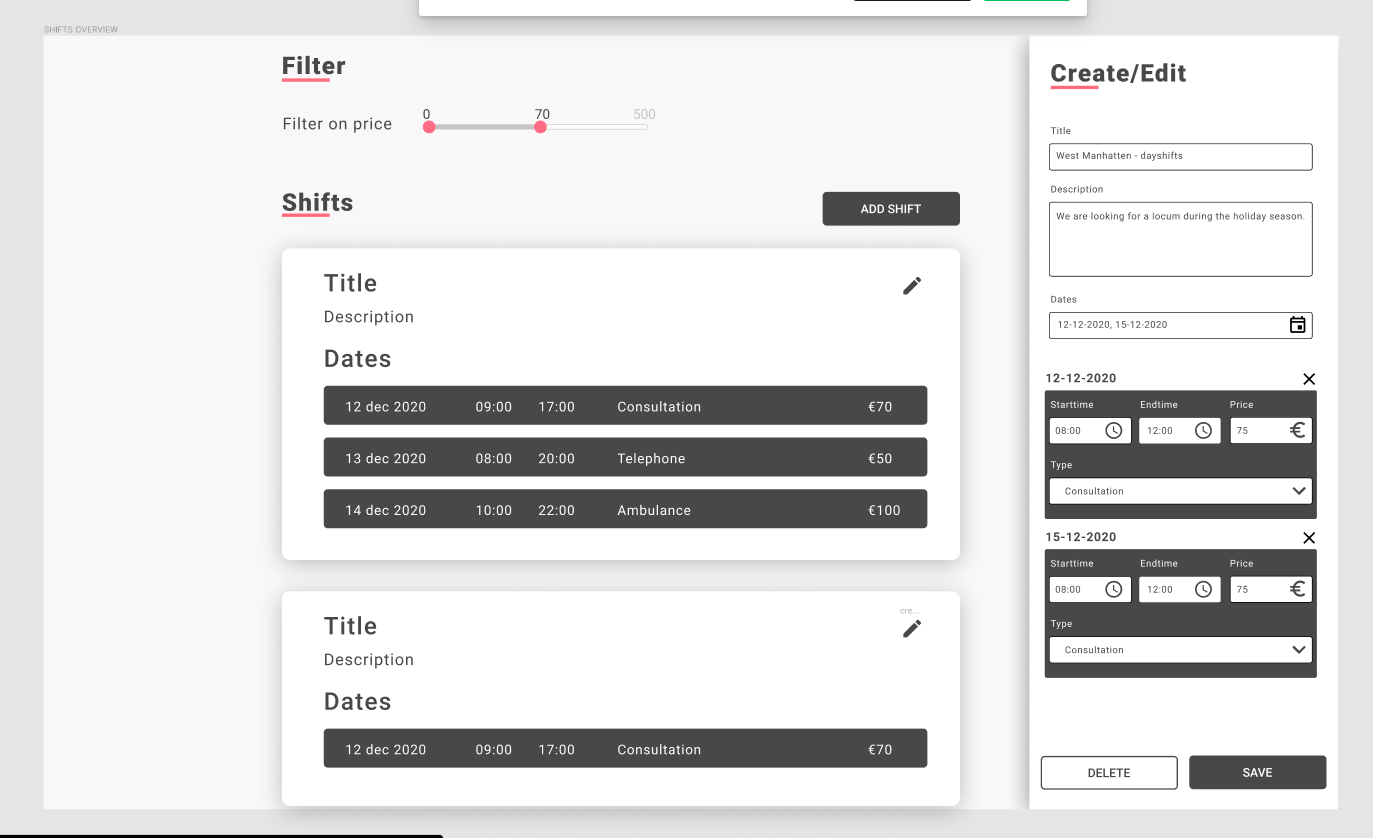 SHIFTS OVERVIEW
Filter
Filter on price
0 70 500
Shifts
ADD SHIFT
Title
Description
Dates
12 dec 2020 09:00 17:00 Consultation €70
13 dec 2020 08:00 20:00 Telephone €50
14 dec 2020 10:00 22:00 Ambulance €100
cre...
Title
Description
Dates
12 dec 2020 09:00 17:00 Consultation €70
Create/Edit
Title
West Manhatten - dayshifts
Description
We are looking for a locum during the holiday season.
Dates
12-12-2020, 15-12-2020
12-12-2020
Starttime Endtime Price
08:00 12:00 75 €
Type
Consultation
15-12-2020
Starttime Endtime Price
08:00 12:00 75 €
Type
Consultation
DELETE SAVE